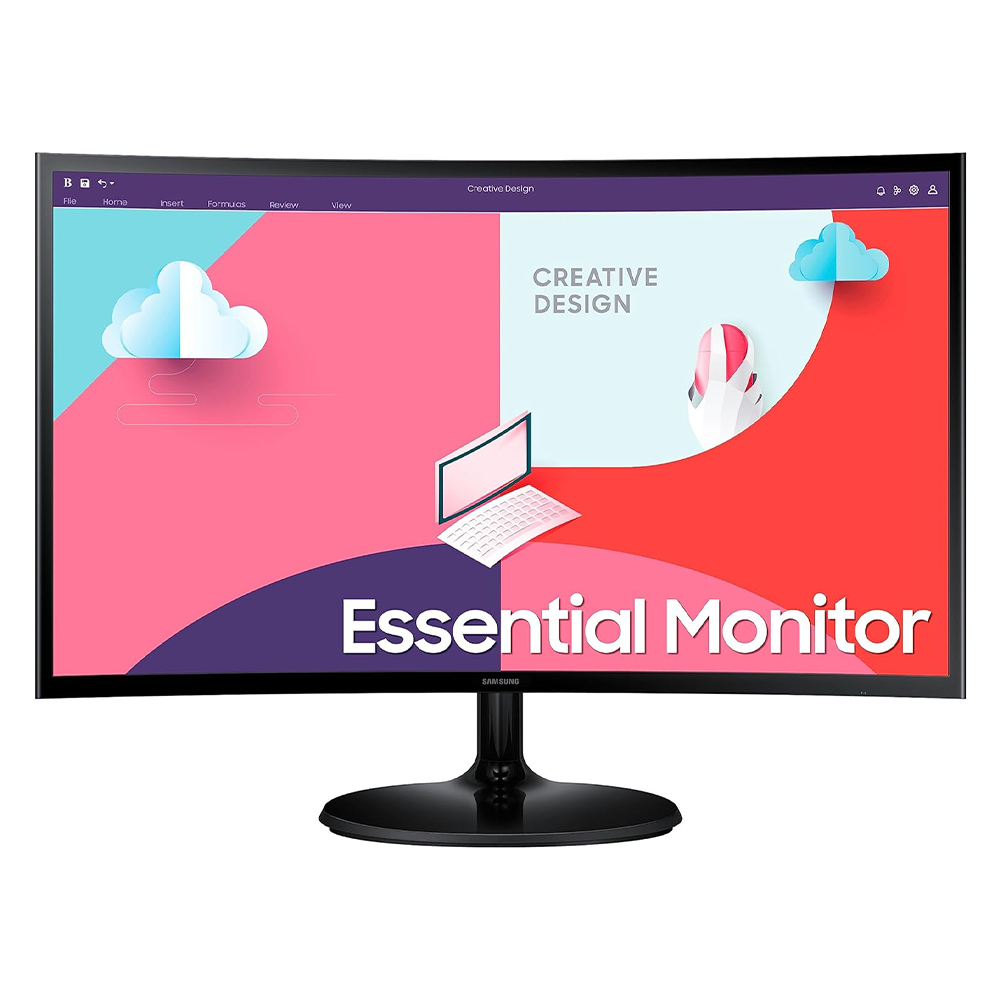 B
Creative Design
File Home Insert Formulas Review View
CREATIVE
DESIGN
Essential Monitor
SAMSUNG